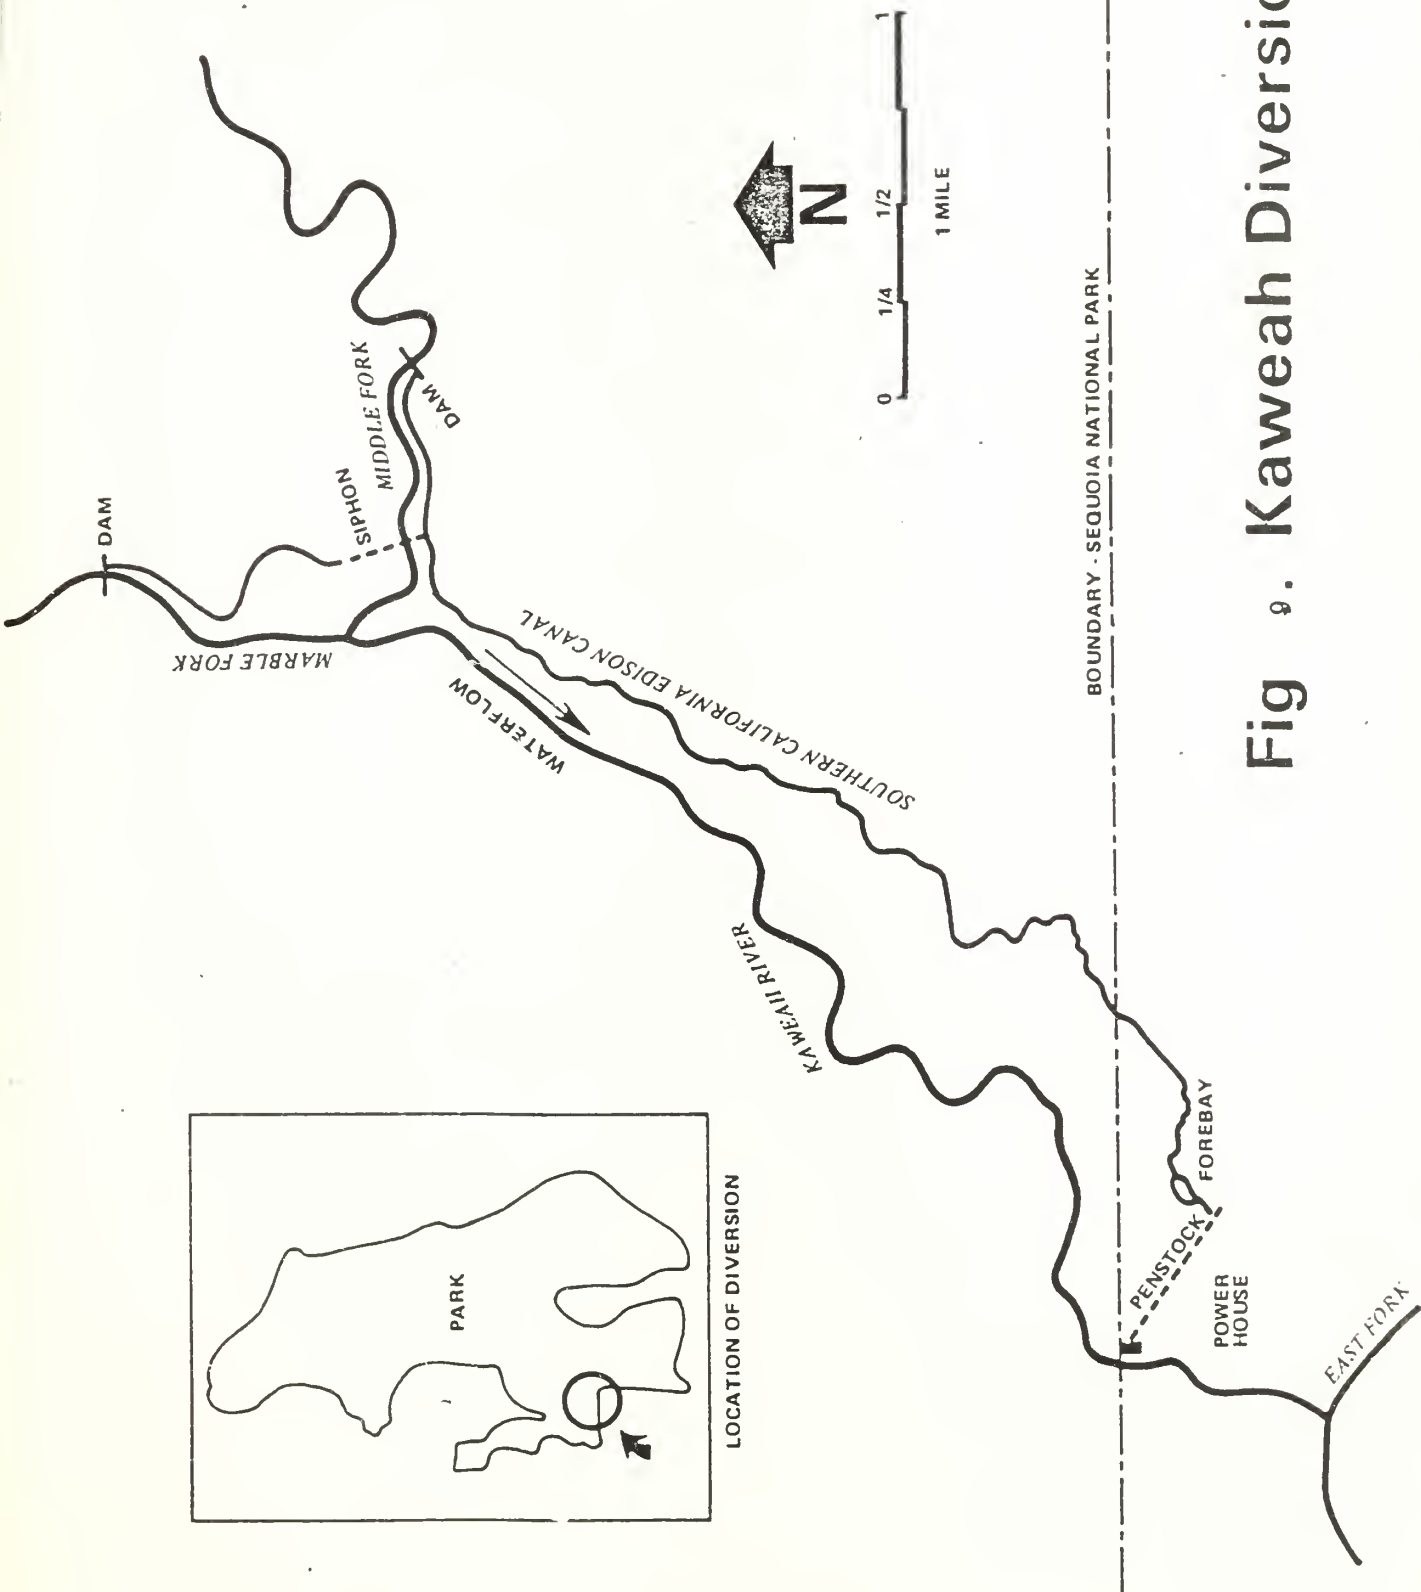 DAM
SIPHON
MIDDLE FORK
DAM
MARBLE FORK
WATERFLOW
SOUTHERN CALIFORNIA EDISON CANAL
KAWEAII RIVER
N
0 1/4 1/2 1
1 MILE
BOUNDARY - SEQUOIA NATIONAL PARK
FOREBAY
PENSTOCK
POWER
HOUSE
EAST FORK
PARK
LOCATION OF DIVERSION
Fig 9. Kaweah Diversio